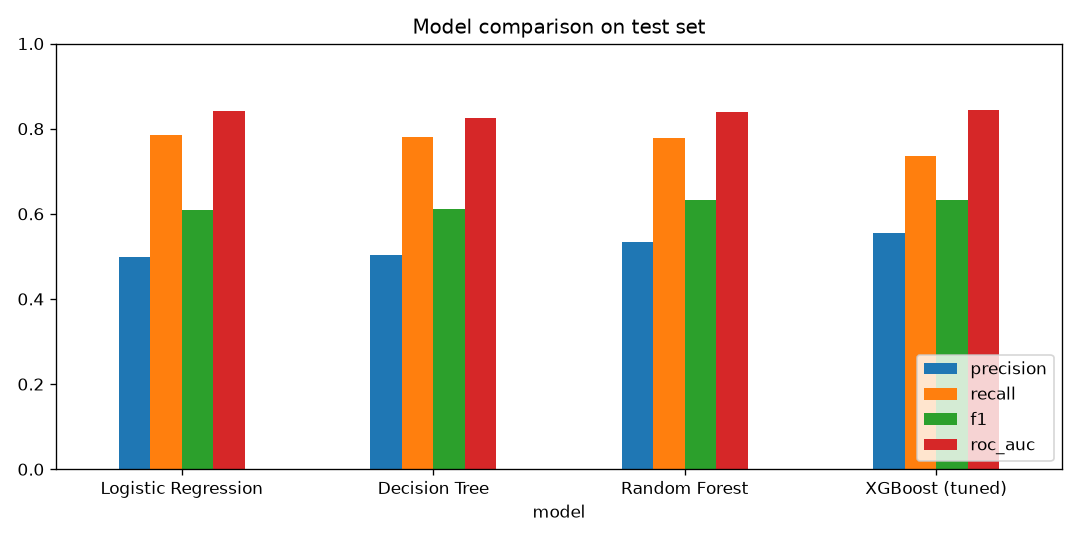 Model comparison on test set
1.0
0.8
0.6
0.4
0.2
0.0
precision
recall
f1
roc_auc
Logistic Regression
Decision Tree
Random Forest
XGBoost (tuned)
model